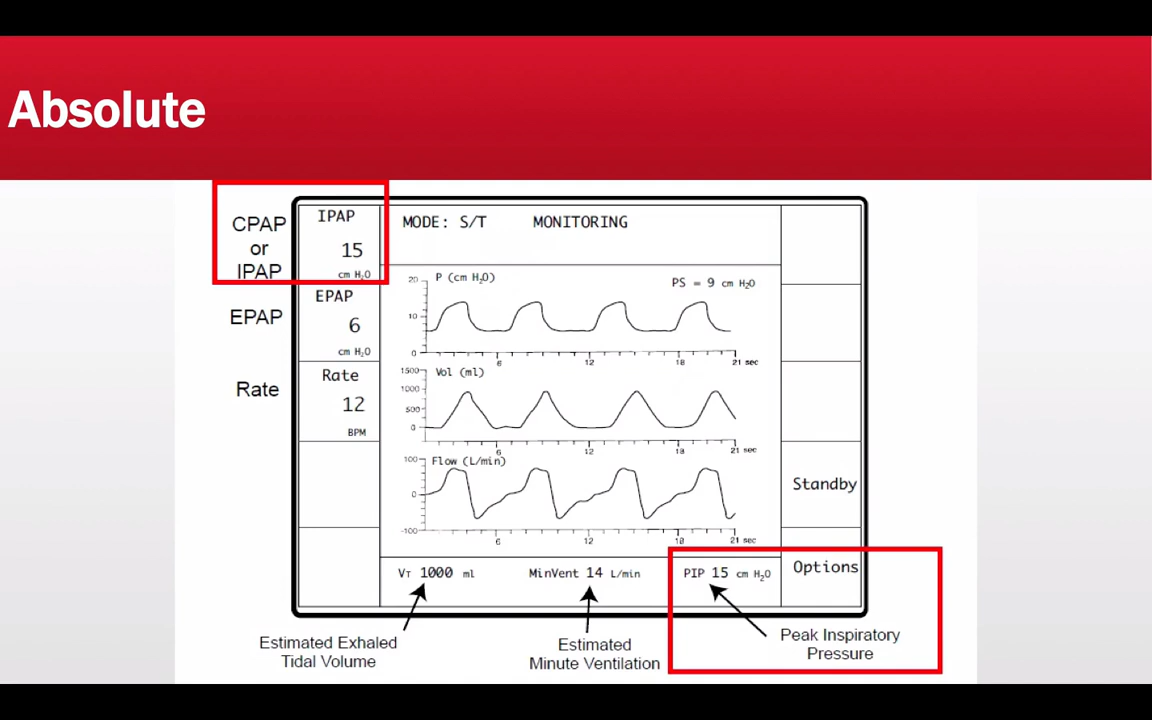 Absolute
CPAP
or
IPAP
IPAP
15
cm H₂O
EPAP
EPAP
6
cm H₂O
Rate
Rate
12
BPM
MODE: S/T MONITORING
P (cm H₂O)
PS = 9 cm H₂O
20
10
0
6 12 18 21 sec
Vol (ml)
1500
1000
500
0
6 12 18 21 sec
Flow (L/min)
100
0
-100
6 12 18 21 sec
Standby
Options
VT 1000 ml MinVent 14 L/min PIP 15 cm H₂O
Estimated Exhaled
Tidal Volume
Estimated
Minute Ventilation
Peak Inspiratory
Pressure